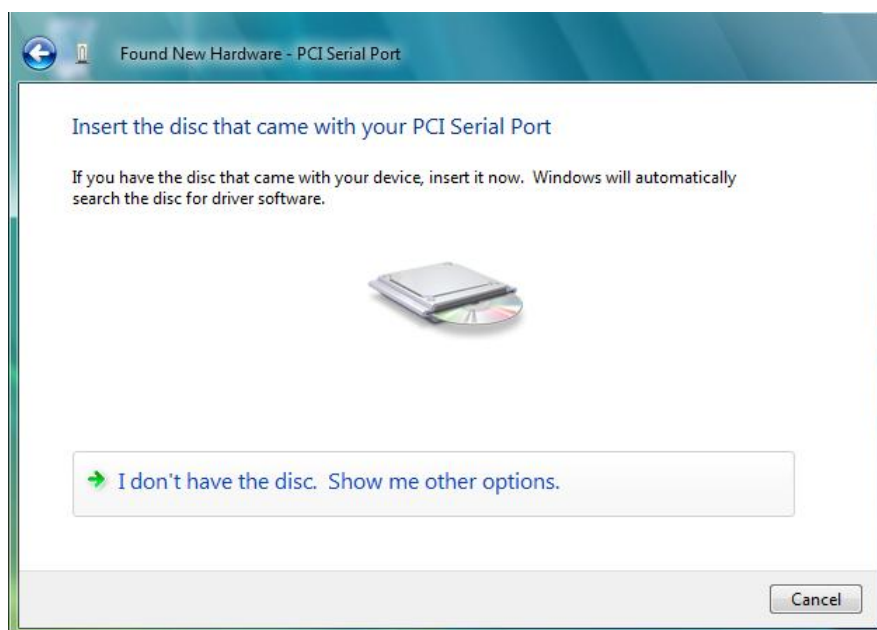 Found New Hardware - PCI Serial Port
Insert the disc that came with your PCI Serial Port
If you have the disc that came with your device, insert it now.  Windows will automatically
search the disc for driver software.
I don't have the disc.  Show me other options.
Cancel